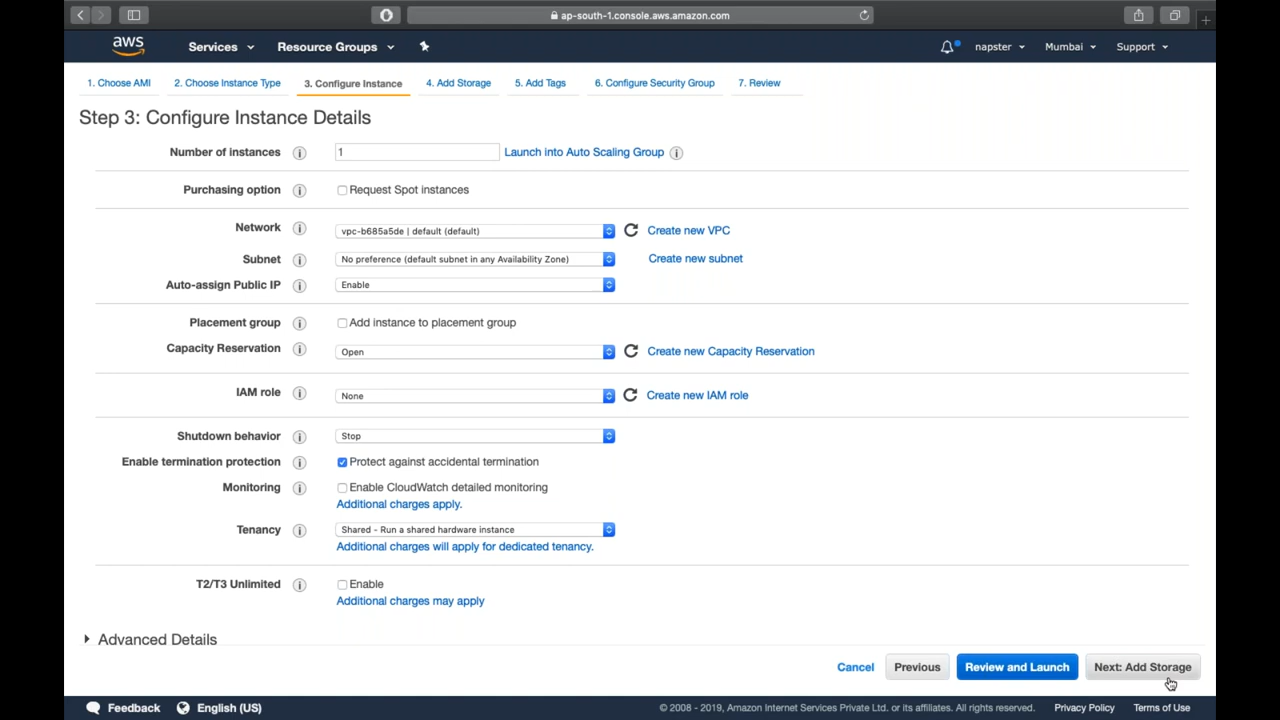 ap-south-1.console.aws.amazon.com
aws Services Resource Groups napster Mumbai Support
1. Choose AMI 2. Choose Instance Type 3. Configure Instance 4. Add Storage 5. Add Tags 6. Configure Security Group 7. Review
Step 3: Configure Instance Details
Number of instances 1 Launch into Auto Scaling Group
Purchasing option Request Spot instances
Network vpc-b685a5de | default (default) Create new VPC
Subnet No preference (default subnet in any Availability Zone) Create new subnet
Auto-assign Public IP Enable
Placement group Add instance to placement group
Capacity Reservation Open Create new Capacity Reservation
IAM role None Create new IAM role
Shutdown behavior Stop
Enable termination protection Protect against accidental termination
Monitoring Enable CloudWatch detailed monitoring
Additional charges apply.
Tenancy Shared - Run a shared hardware instance
Additional charges will apply for dedicated tenancy.
T2/T3 Unlimited Enable
Additional charges may apply
Advanced Details
Cancel Previous Review and Launch Next: Add Storage
Feedback English (US) © 2008 - 2019, Amazon Internet Services Private Ltd. or its affiliates. All rights reserved. Privacy Policy Terms of Use